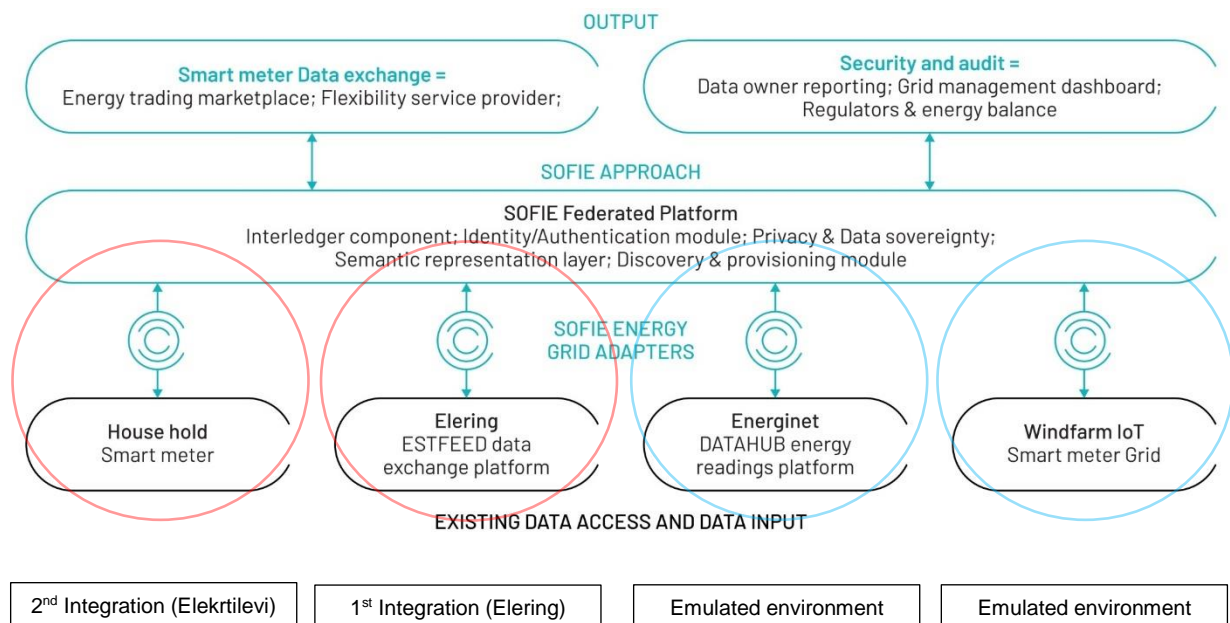 OUTPUT
Smart meter Data exchange =
Energy trading marketplace; Flexibility service provider;
Security and audit =
Data owner reporting; Grid management dashboard;
Regulators & energy balance
SOFIE APPROACH
SOFIE Federated Platform
Interledger component; Identity/Authentication module; Privacy & Data sovereignty;
Semantic representation layer; Discovery & provisioning module
SOFIE ENERGY
GRID ADAPTERS
House hold
Smart meter
Elering
ESTFEED data
exchange platform
Energinet
DATAHUB energy
readings platform
Windfarm IoT
Smart meter Grid
EXISTING DATA ACCESS AND DATA INPUT
2nd Integration (Elekrtilevi)
1st Integration (Elering)
Emulated environment
Emulated environment